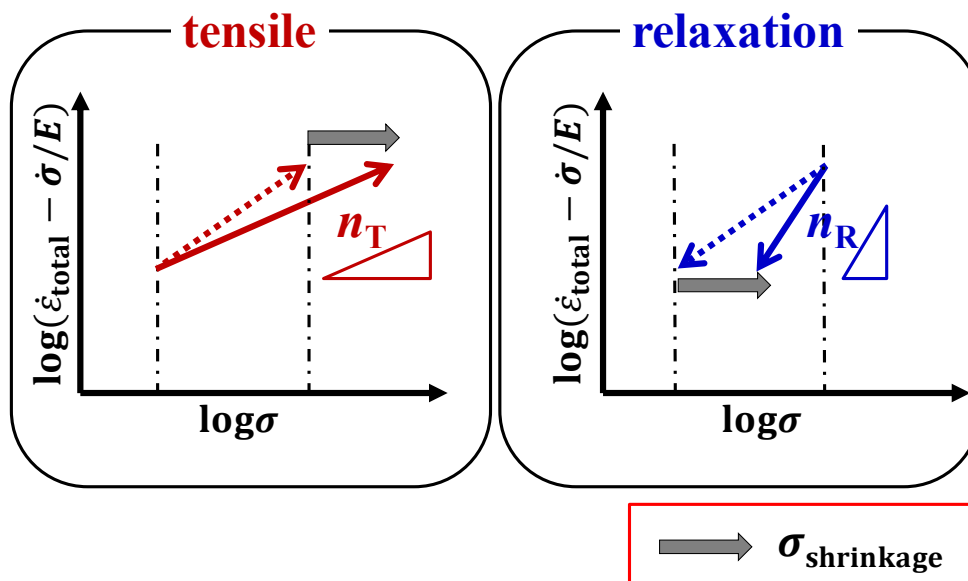 tensile
log(ε̇total − σ̇/E)
nT
logσ
relaxation
log(ε̇total − σ̇/E)
nR
logσ
σshrinkage